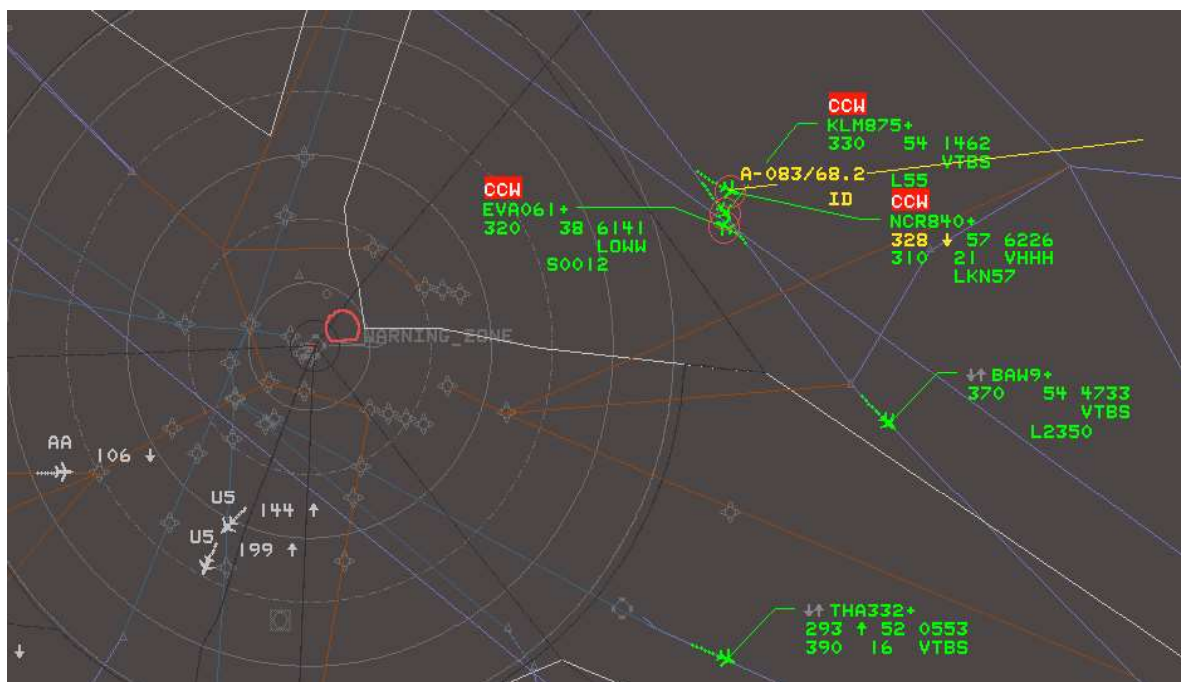 CCW
KLM875+
330 54 1462
VTBS
A-083/68.2
L55
ID
CCW
EVA061+
320 38 6141
LOWW
S0012
CCW
NCR840+
328 ↓ 57 6226
310 21 VHHH
LKN57
WARNING_ZONE
↓↑ BAW9+
370 54 4733
VTBS
L2350
AA
106 ↓
U5
144 ↑
U5
199 ↑
↓↑ THA332+
293 ↑ 52 0553
390 16 VTBS
↓